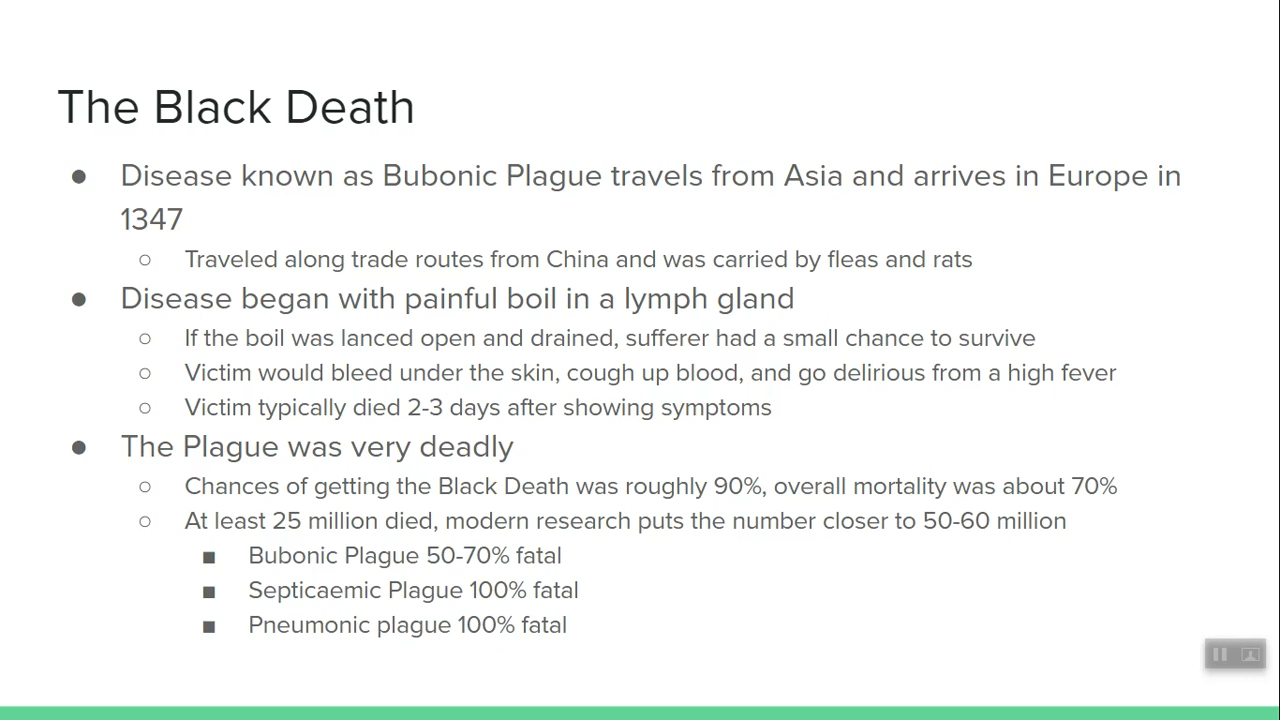 The Black Death
● Disease known as Bubonic Plague travels from Asia and arrives in Europe in
1347
○ Traveled along trade routes from China and was carried by fleas and rats
● Disease began with painful boil in a lymph gland
○ If the boil was lanced open and drained, sufferer had a small chance to survive
○ Victim would bleed under the skin, cough up blood, and go delirious from a high fever
○ Victim typically died 2-3 days after showing symptoms
● The Plague was very deadly
○ Chances of getting the Black Death was roughly 90%, overall mortality was about 70%
○ At least 25 million died, modern research puts the number closer to 50-60 million
■ Bubonic Plague 50-70% fatal
■ Septicaemic Plague 100% fatal
■ Pneumonic plague 100% fatal